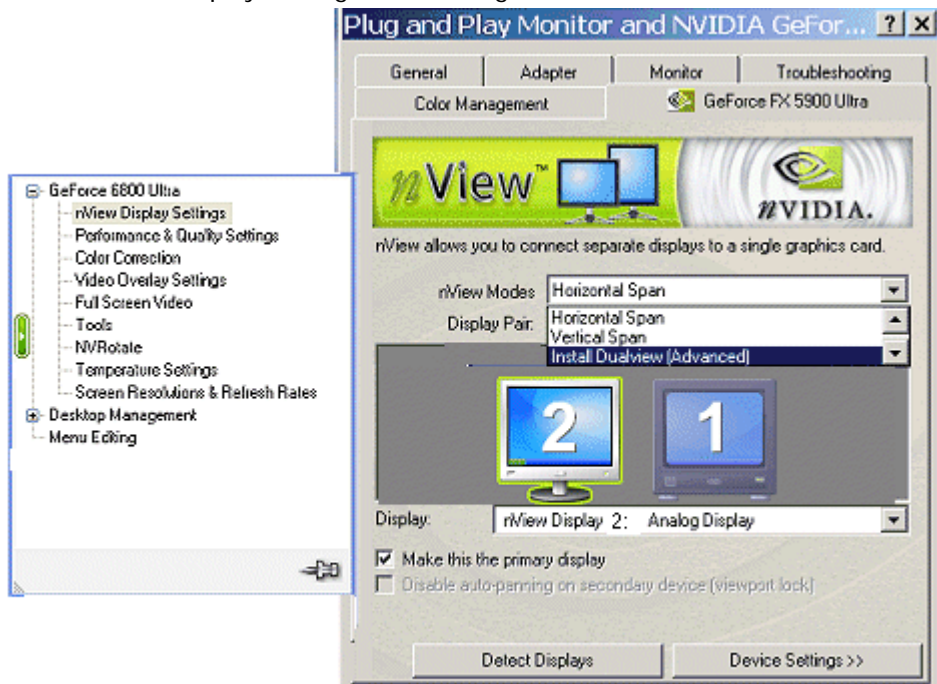 Plug and Play Monitor and NVIDIA GeFor... ? X
General Adapter Monitor Troubleshooting
Color Management GeForce FX 5900 Ultra
nView™ nVIDIA.
nView allows you to connect separate displays to a single graphics card.
nView Modes Horizontal Span
Display Pair: Horizontal Span
Vertical Span
Install Dualview (Advanced)
2 1
Display: nView Display 2: Analog Display
Make this the primary display
Disable auto-panning on secondary device (viewport lock)
Detect Displays Device Settings >>
GeForce 6800 Ultra
nView Display Settings
Performance & Quality Settings
Color Correction
Video Overlay Settings
Full Screen Video
Tools
NVRotate
Temperature Settings
Screen Resolutions & Refresh Rates
Desktop Management
Menu Editing